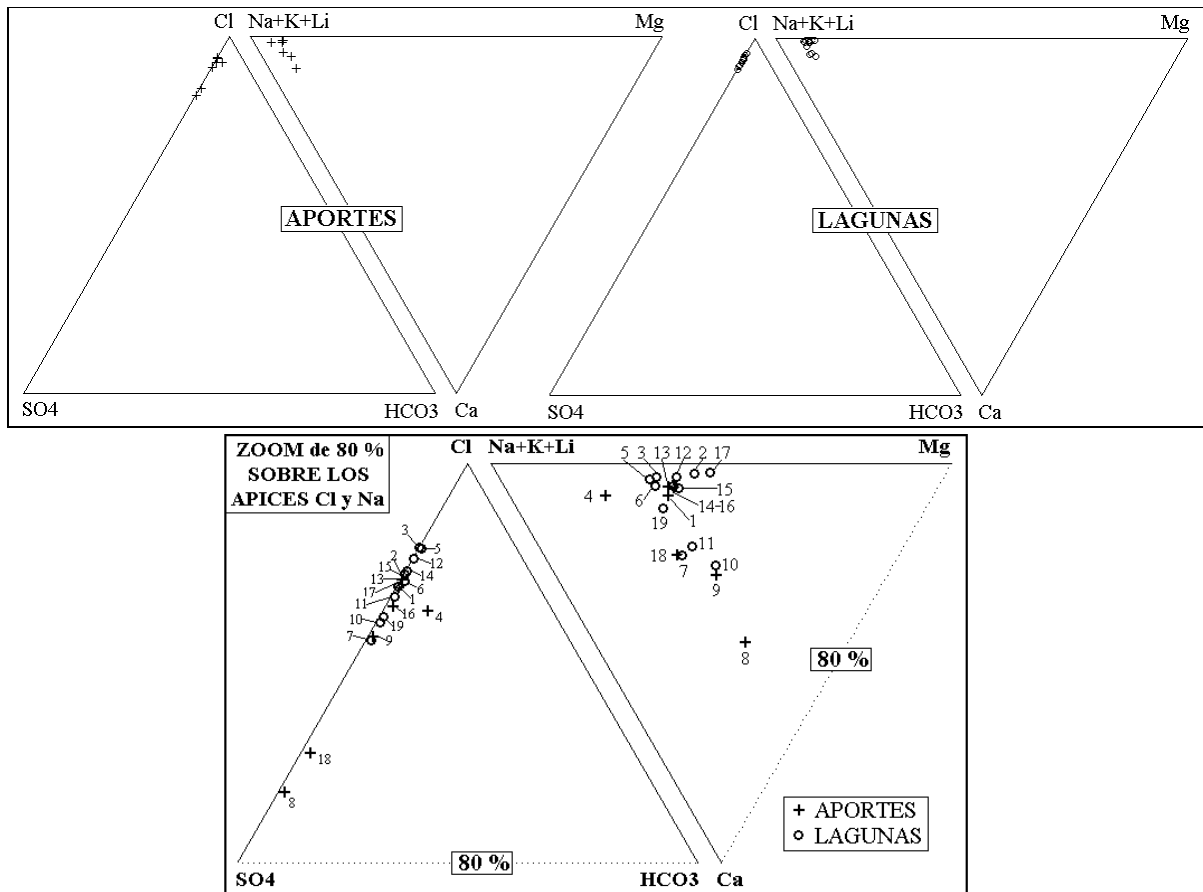 Cl Na+K+Li Mg Cl Na+K+Li Mg
APORTES LAGUNAS
SO4 HCO3 Ca SO4 HCO3 Ca
ZOOM de 80 %
SOBRE LOS
APICES Cl y Na
Cl Na+K+Li Mg
5 3 13 12 2 17
4 6 15
14-16
19 1
3 5
12
2
15 14
13 6
17 1
11 16 4
10 19
7 9
18 11
7 10
9
8
80 %
18
8
+ APORTES
o LAGUNAS
80 %
SO4 HCO3 Ca